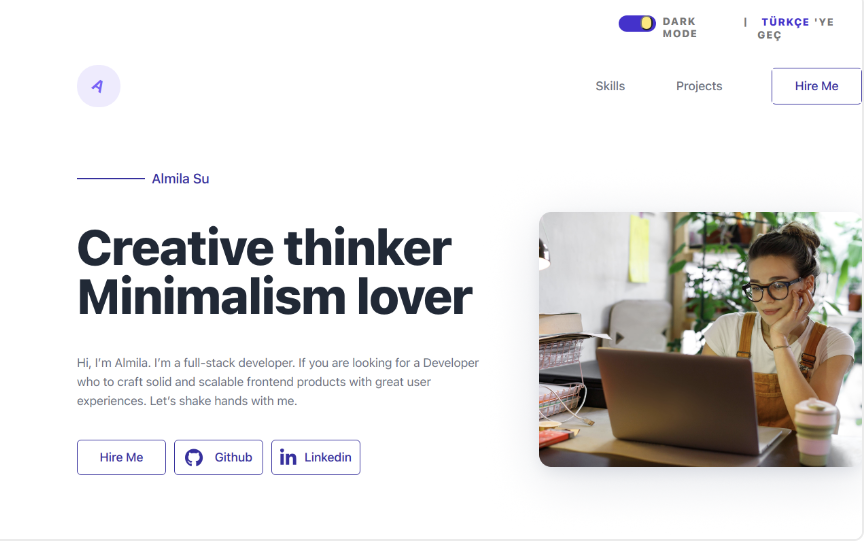 DARK MODE | TÜRKÇE 'YE GEÇ
A
Skills Projects Hire Me
Almila Su
Creative thinker
Minimalism lover
Hi, I'm Almila. I'm a full-stack developer. If you are looking for a Developer
who to craft solid and scalable frontend products with great user
experiences. Let's shake hands with me.
Hire Me Github Linkedin